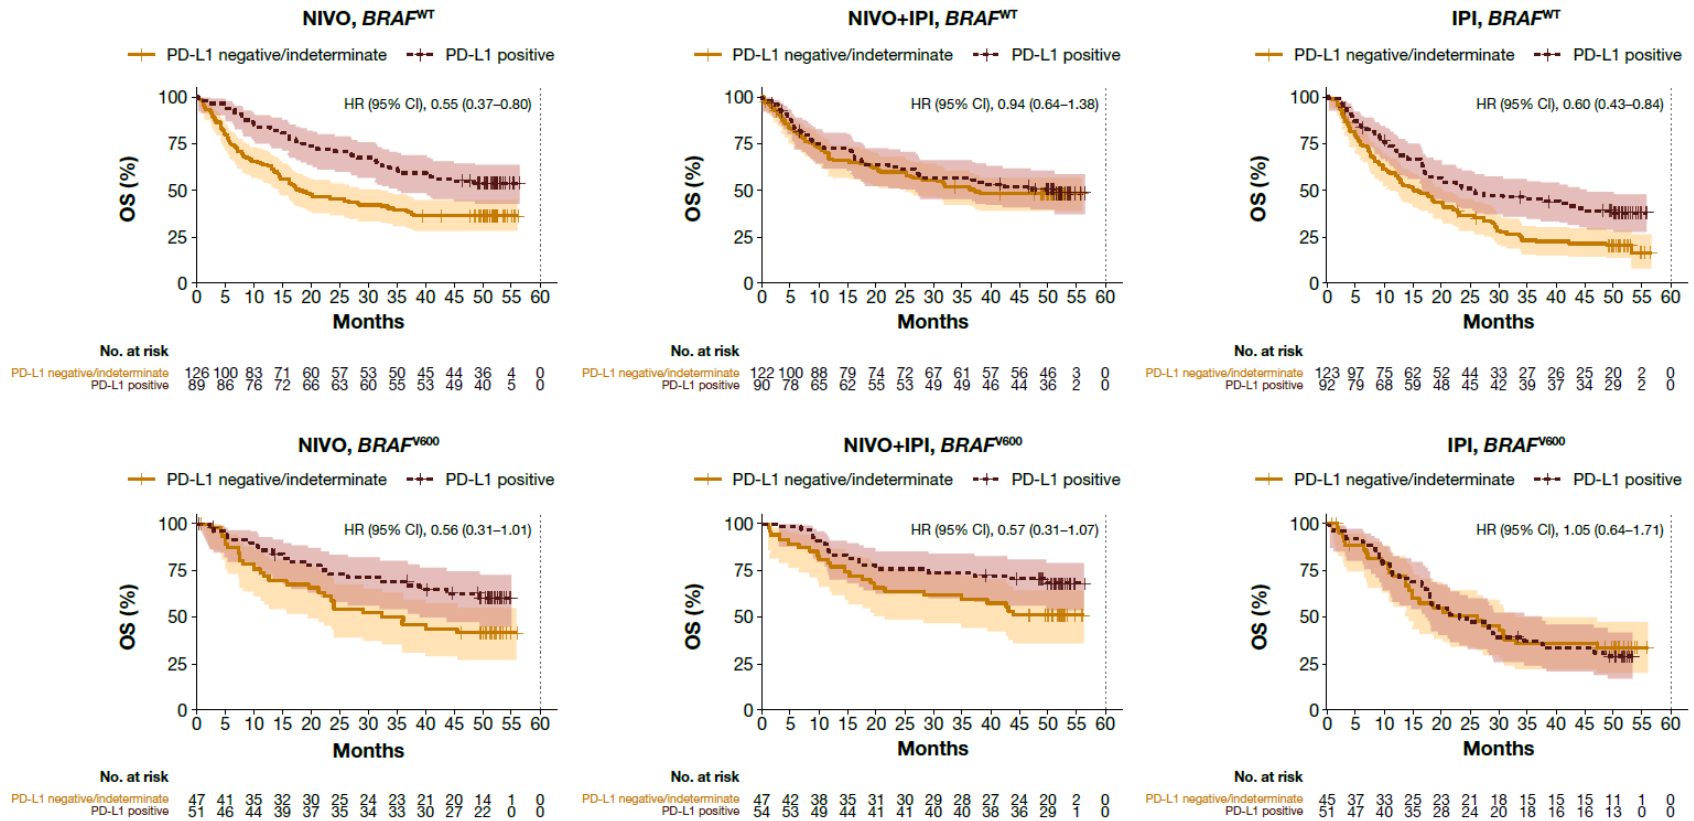 NIVO, BRAFWT
PD-L1 negative/indeterminate PD-L1 positive
HR (95% CI), 0.55 (0.37–0.80)
OS (%)
100
75
50
25
0
0 5 10 15 20 25 30 35 40 45 50 55 60
Months
No. at risk
PD-L1 negative/indeterminate 126 100 83 71 60 57 53 50 45 44 36 4 0
PD-L1 positive 89 86 76 72 66 63 60 55 53 49 40 5 0
NIVO+IPI, BRAFWT
PD-L1 negative/indeterminate PD-L1 positive
HR (95% CI), 0.94 (0.64–1.38)
OS (%)
100
75
50
25
0
0 5 10 15 20 25 30 35 40 45 50 55 60
Months
No. at risk
PD-L1 negative/indeterminate 122 100 88 79 74 72 67 61 57 56 46 3 0
PD-L1 positive 90 78 65 62 55 53 49 49 46 44 36 2 0
IPI, BRAFWT
PD-L1 negative/indeterminate PD-L1 positive
HR (95% CI), 0.60 (0.43–0.84)
OS (%)
100
75
50
25
0
0 5 10 15 20 25 30 35 40 45 50 55 60
Months
No. at risk
PD-L1 negative/indeterminate 123 97 75 62 52 44 33 27 26 25 20 2 0
PD-L1 positive 92 79 68 59 48 45 42 39 37 34 29 2 0
NIVO, BRAFV600
PD-L1 negative/indeterminate PD-L1 positive
HR (95% CI), 0.56 (0.31–1.01)
OS (%)
100
75
50
25
0
0 5 10 15 20 25 30 35 40 45 50 55 60
Months
No. at risk
PD-L1 negative/indeterminate 47 41 35 32 30 25 24 23 21 20 14 1 0
PD-L1 positive 51 46 44 39 37 35 34 33 30 27 22 0 0
NIVO+IPI, BRAFV600
PD-L1 negative/indeterminate PD-L1 positive
HR (95% CI), 0.57 (0.31–1.07)
OS (%)
100
75
50
25
0
0 5 10 15 20 25 30 35 40 45 50 55 60
Months
No. at risk
PD-L1 negative/indeterminate 47 42 38 35 31 30 29 28 27 24 20 2 0
PD-L1 positive 54 53 49 44 41 41 40 40 38 36 29 1 0
IPI, BRAFV600
PD-L1 negative/indeterminate PD-L1 positive
HR (95% CI), 1.05 (0.64–1.71)
OS (%)
100
75
50
25
0
0 5 10 15 20 25 30 35 40 45 50 55 60
Months
No. at risk
PD-L1 negative/indeterminate 45 37 33 25 23 21 18 15 15 15 11 1 0
PD-L1 positive 51 47 40 35 28 24 20 18 16 16 13 0 0